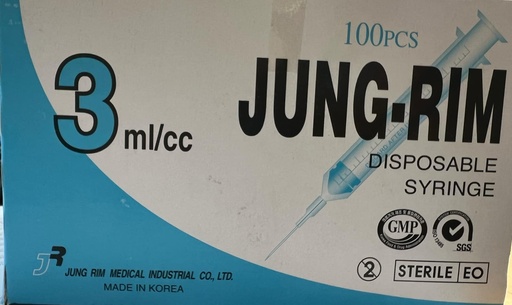 100PCS
JUNG-RIM
3 ml/cc
DISPOSABLE
SYRINGE
GMP
SGS
JR
JUNG RIM MEDICAL INDUSTRIAL CO., LTD.
MADE IN KOREA
2
STERILE EO